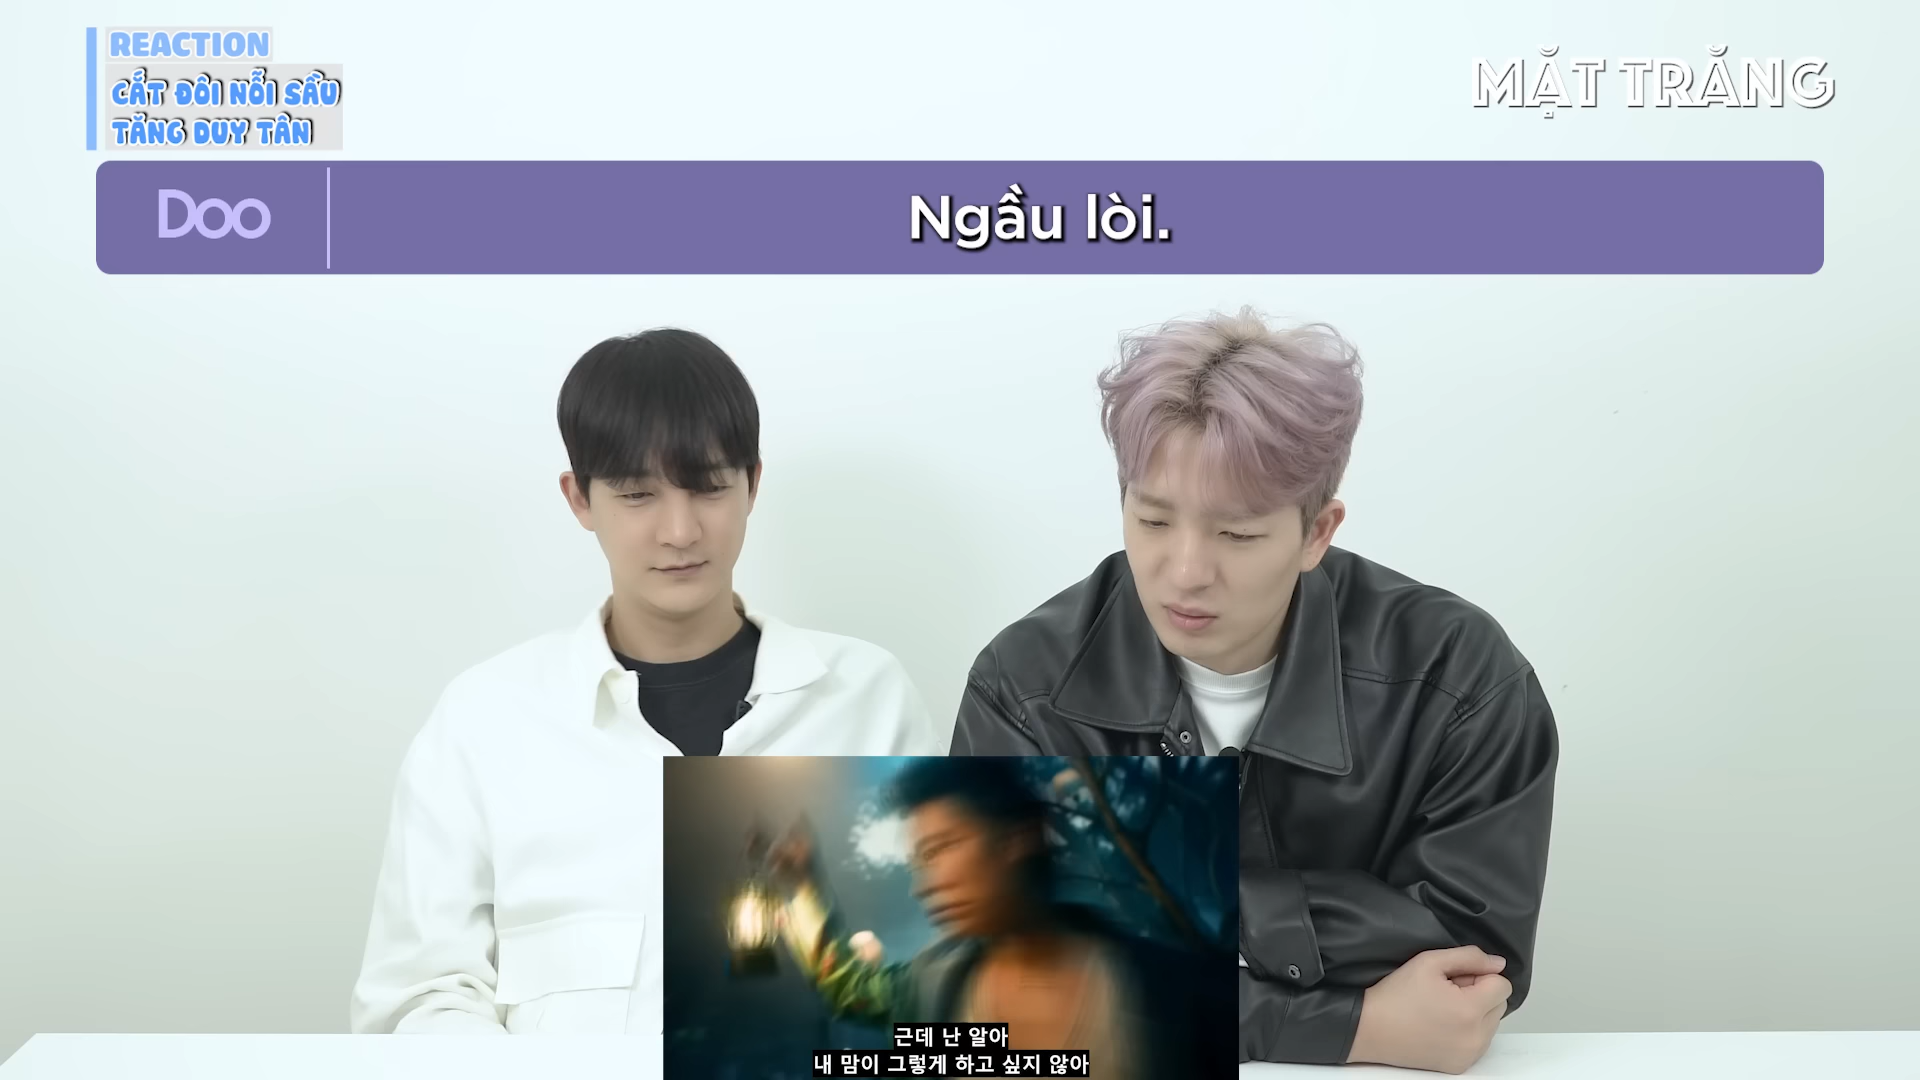 REACTION
CẮT ĐÔI NỖI SẦU
TĂNG DUY TÂN
MẶT TRĂNG
Doo
Ngầu lòi.
근데 난 알아
내 맘이 그렇게 하고 싶지 않아